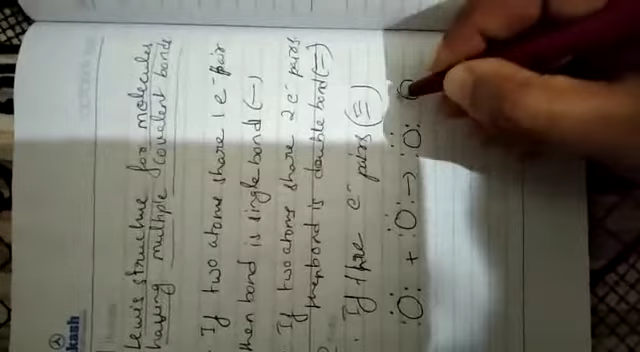 Lewis structure for molecules
having multiple covalent bonds
. If two atoms share 1 e⁻ pair
then bond is single bond (-)
. If two atoms share 2 e⁻ pairs
bond is double bond (=)
. If three e⁻ pairs (≡)
:Ö: + :Ö: → :Ö: O
kash